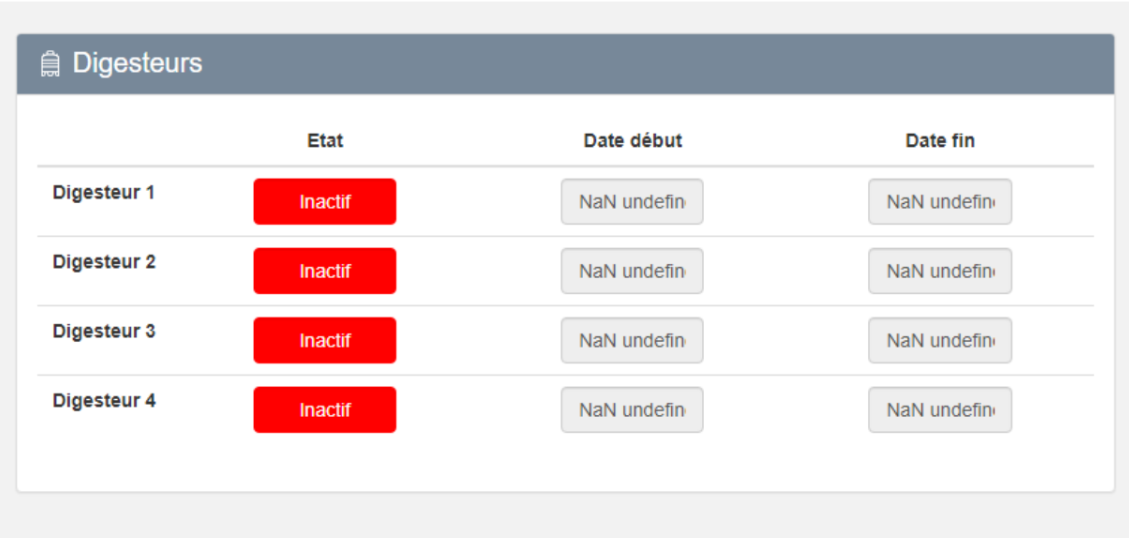 Digesteurs
Etat Date début Date fin
Digesteur 1 Inactif NaN undefin NaN undefin
Digesteur 2 Inactif NaN undefin NaN undefin
Digesteur 3 Inactif NaN undefin NaN undefin
Digesteur 4 Inactif NaN undefin NaN undefin